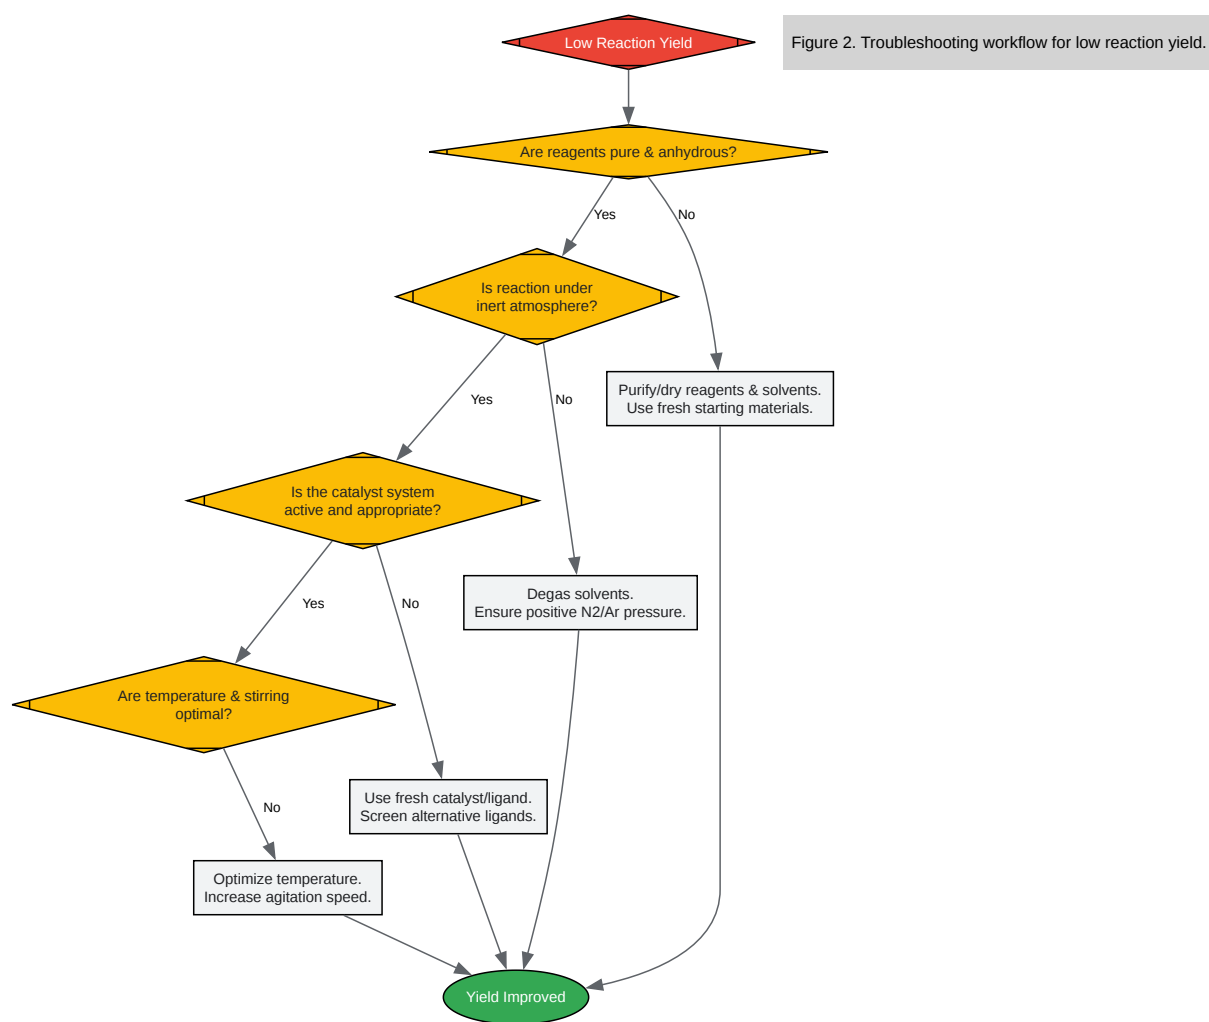 Low Reaction Yield
Figure 2. Troubleshooting workflow for low reaction yield.
Are reagents pure & anhydrous?
Yes
No
Is reaction under
inert atmosphere?
Purify/dry reagents & solvents.
Use fresh starting materials.
Yes
No
Is the catalyst system
active and appropriate?
Degas solvents.
Ensure positive N2/Ar pressure.
Yes
No
Are temperature & stirring
optimal?
Use fresh catalyst/ligand.
Screen alternative ligands.
No
Optimize temperature.
Increase agitation speed.
Yield Improved